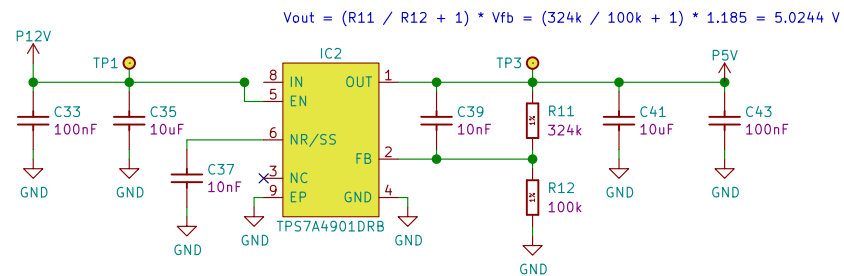 Vout = (R11 / R12 + 1) * Vfb = (324k / 100k + 1) * 1.185 = 5.0244 V
P12V
TP1
IC2
TP3
P5V
8 IN
OUT 1
5 EN
C33
100nF
C35
10uF
C39
10nF
R11
324k
1%
C41
10uF
C43
100nF
6 NR/SS
FB 2
C37
10nF
3 NC
9 EP
GND 4
R12
100k
1%
TPS7A4901DRB
GND
GND
GND
GND
GND
GND
GND
GND